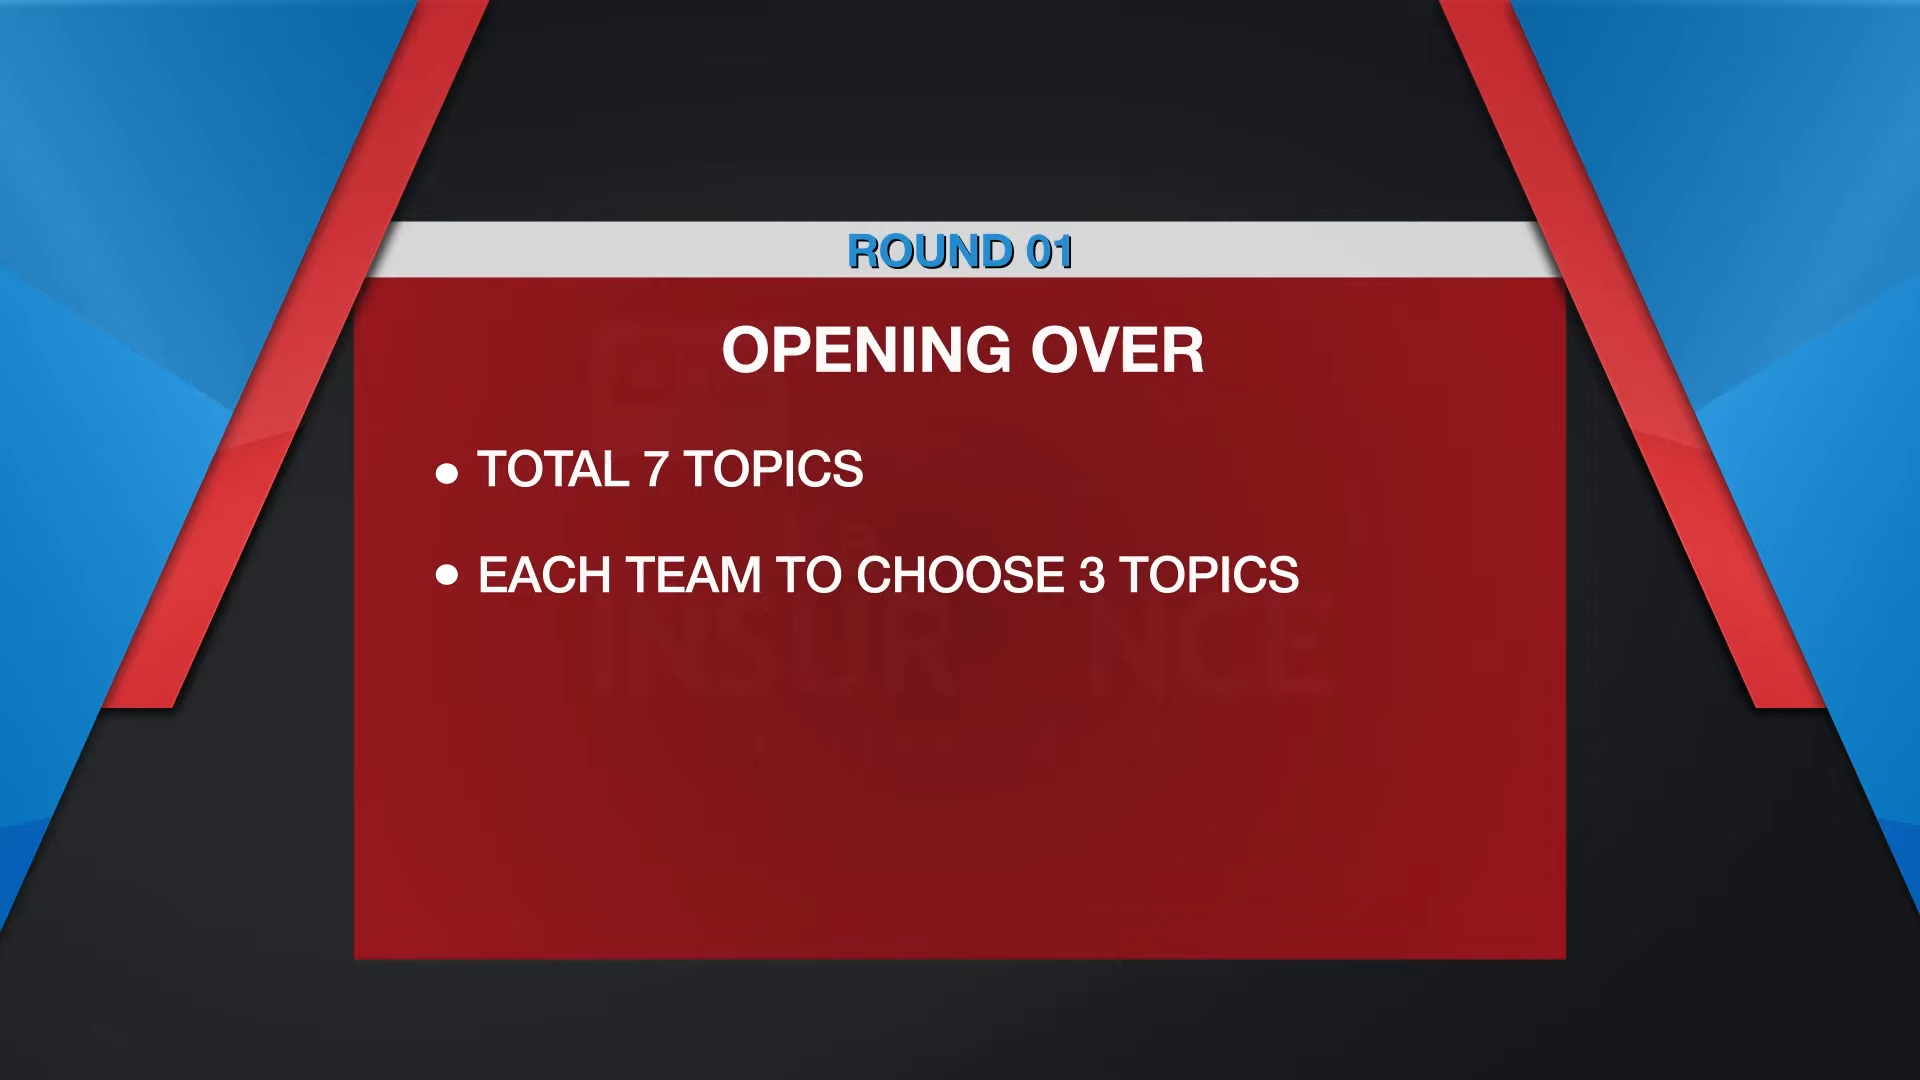 ROUND 01
OPENING OVER
• TOTAL 7 TOPICS
• EACH TEAM TO CHOOSE 3 TOPICS